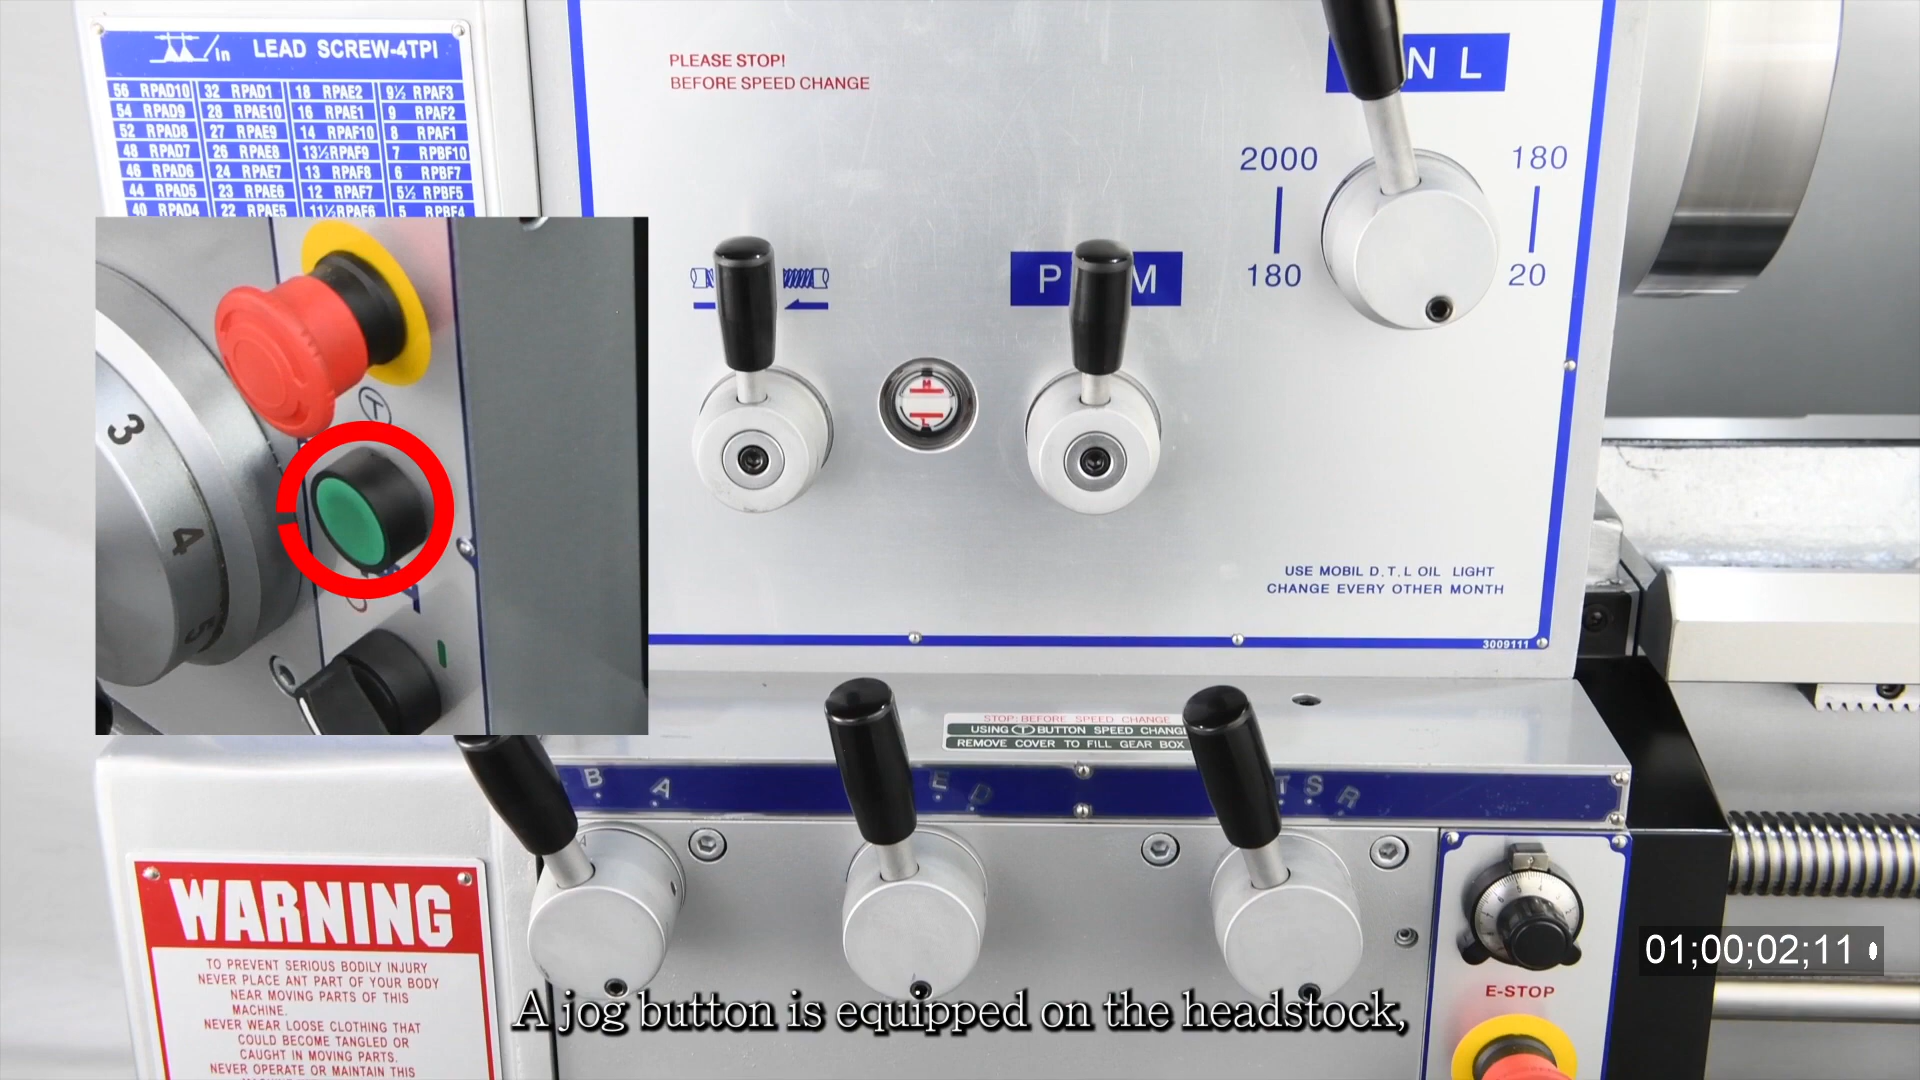 in LEAD SCREW-4TPI
56 RPAD10 32 RPAD1 18 RPAE2 9½ RPAF3
54 RPAD9 28 RPAE10 16 RPAE1 9 RPAF2
52 RPAD8 27 RPAE9 14 RPAF10 8 RPAF1
48 RPAD7 26 RPAE8 13½RPAF9 7 RPBF10
46 RPAD6 24 RPAE7 13 RPAF8 6 RPBF7
44 RPAD5 23 RPAE6 12 RPAF7 5½ RPBF5
40 RPAD4 22 RPAE5 11½RPAF6 5 RPBF4
PLEASE STOP!
BEFORE SPEED CHANGE
N L
2000 180
180 20
P M
H
L
3
4
5
T
USE MOBIL D.T.L OIL LIGHT
CHANGE EVERY OTHER MONTH
3009111
STOP: BEFORE SPEED CHANGE
USING T BUTTON SPEED CHANGE
REMOVE COVER TO FILL GEAR BOX
B A E D T S R
WARNING
TO PREVENT SERIOUS BODILY INJURY
NEVER PLACE ANT PART OF YOUR BODY
NEAR MOVING PARTS OF THIS
MACHINE.
NEVER WEAR LOOSE CLOTHING THAT
COULD BECOME TANGLED OR
CAUGHT IN MOVING PARTS.
NEVER OPERATE OR MAINTAIN THIS
E-STOP
01;00;02;11
A jog button is equipped on the headstock,